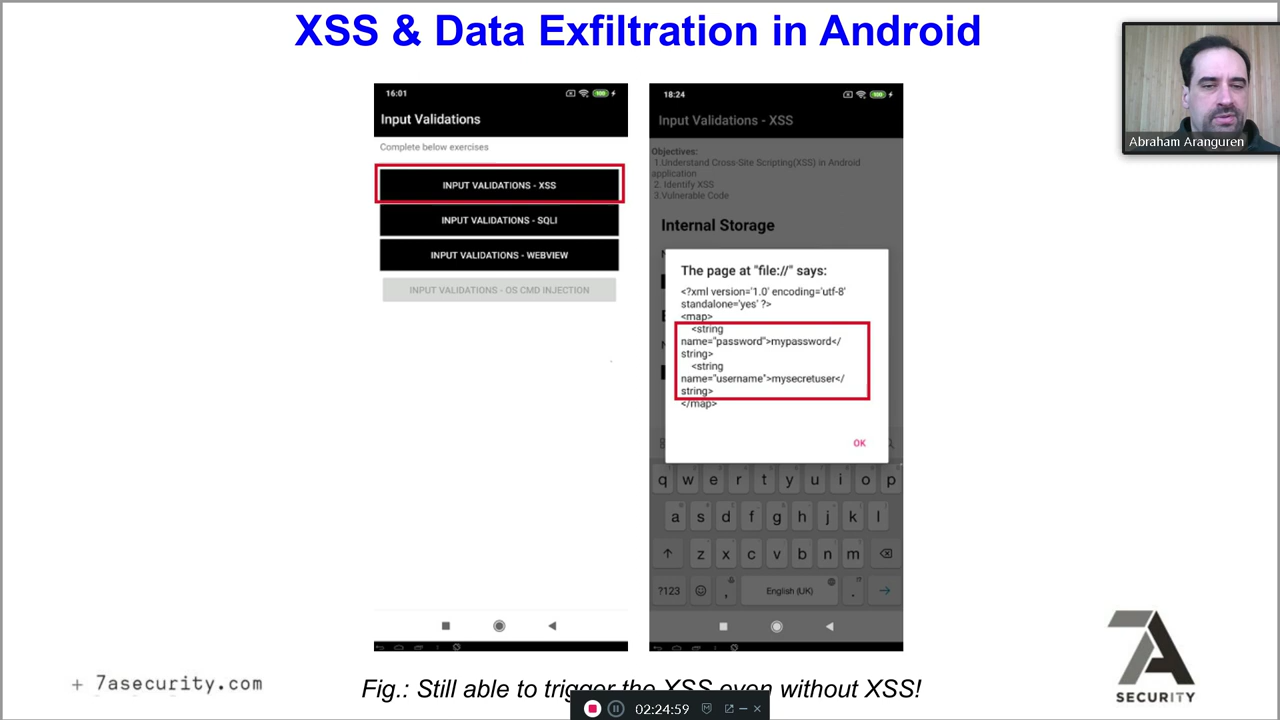 XSS & Data Exfiltration in Android
16:01
100
Input Validations
Complete below exercises
INPUT VALIDATIONS - XSS
INPUT VALIDATIONS - SQLI
INPUT VALIDATIONS - WEBVIEW
INPUT VALIDATIONS - OS CMD INJECTION
18:24
100
Input Validations - XSS
Objectives:
1.Understand Cross-Site Scripting(XSS) in Android
application
2. Identify XSS
3.Vulnerable Code
Internal Storage
The page at "file://" says:
<?xml version='1.0' encoding='utf-8'
standalone='yes' ?>
<map>
<string
name="password">mypassword</
string>
<string
name="username">mysecretuser</
string>
</map>
OK
q w e r t y u i o p
a s d f g h j k l
z x c v b n m
?123 , English (UK) .
Abraham Aranguren
+ 7asecurity.com
Fig.: Still able to trigger the XSS even without XSS!
7A
SECURITY
02:24:59